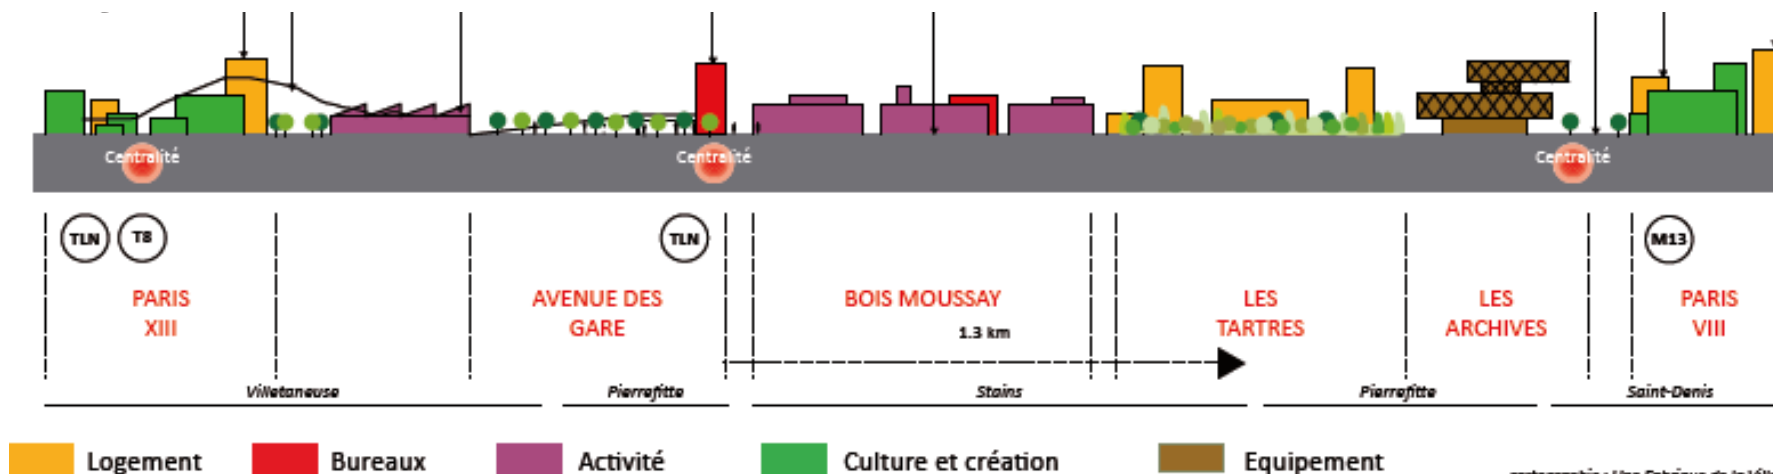 Centralité
Centralité
Centralité
TLN
T8
TLN
M13
PARIS
XIII
AVENUE DES
GARE
BOIS MOUSSAY
1.3 km
LES
TARTRES
LES
ARCHIVES
PARIS
VIII
Villetaneuse
Pierrefitte
Stains
Pierrefitte
Saint-Denis
Logement
Bureaux
Activité
Culture et création
Equipement